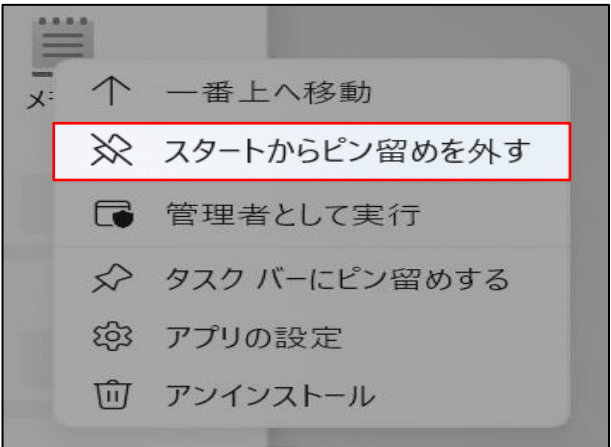 メ
一番上へ移動
スタートからピン留めを外す
管理者として実行
タスク バーにピン留めする
アプリの設定
アンインストール